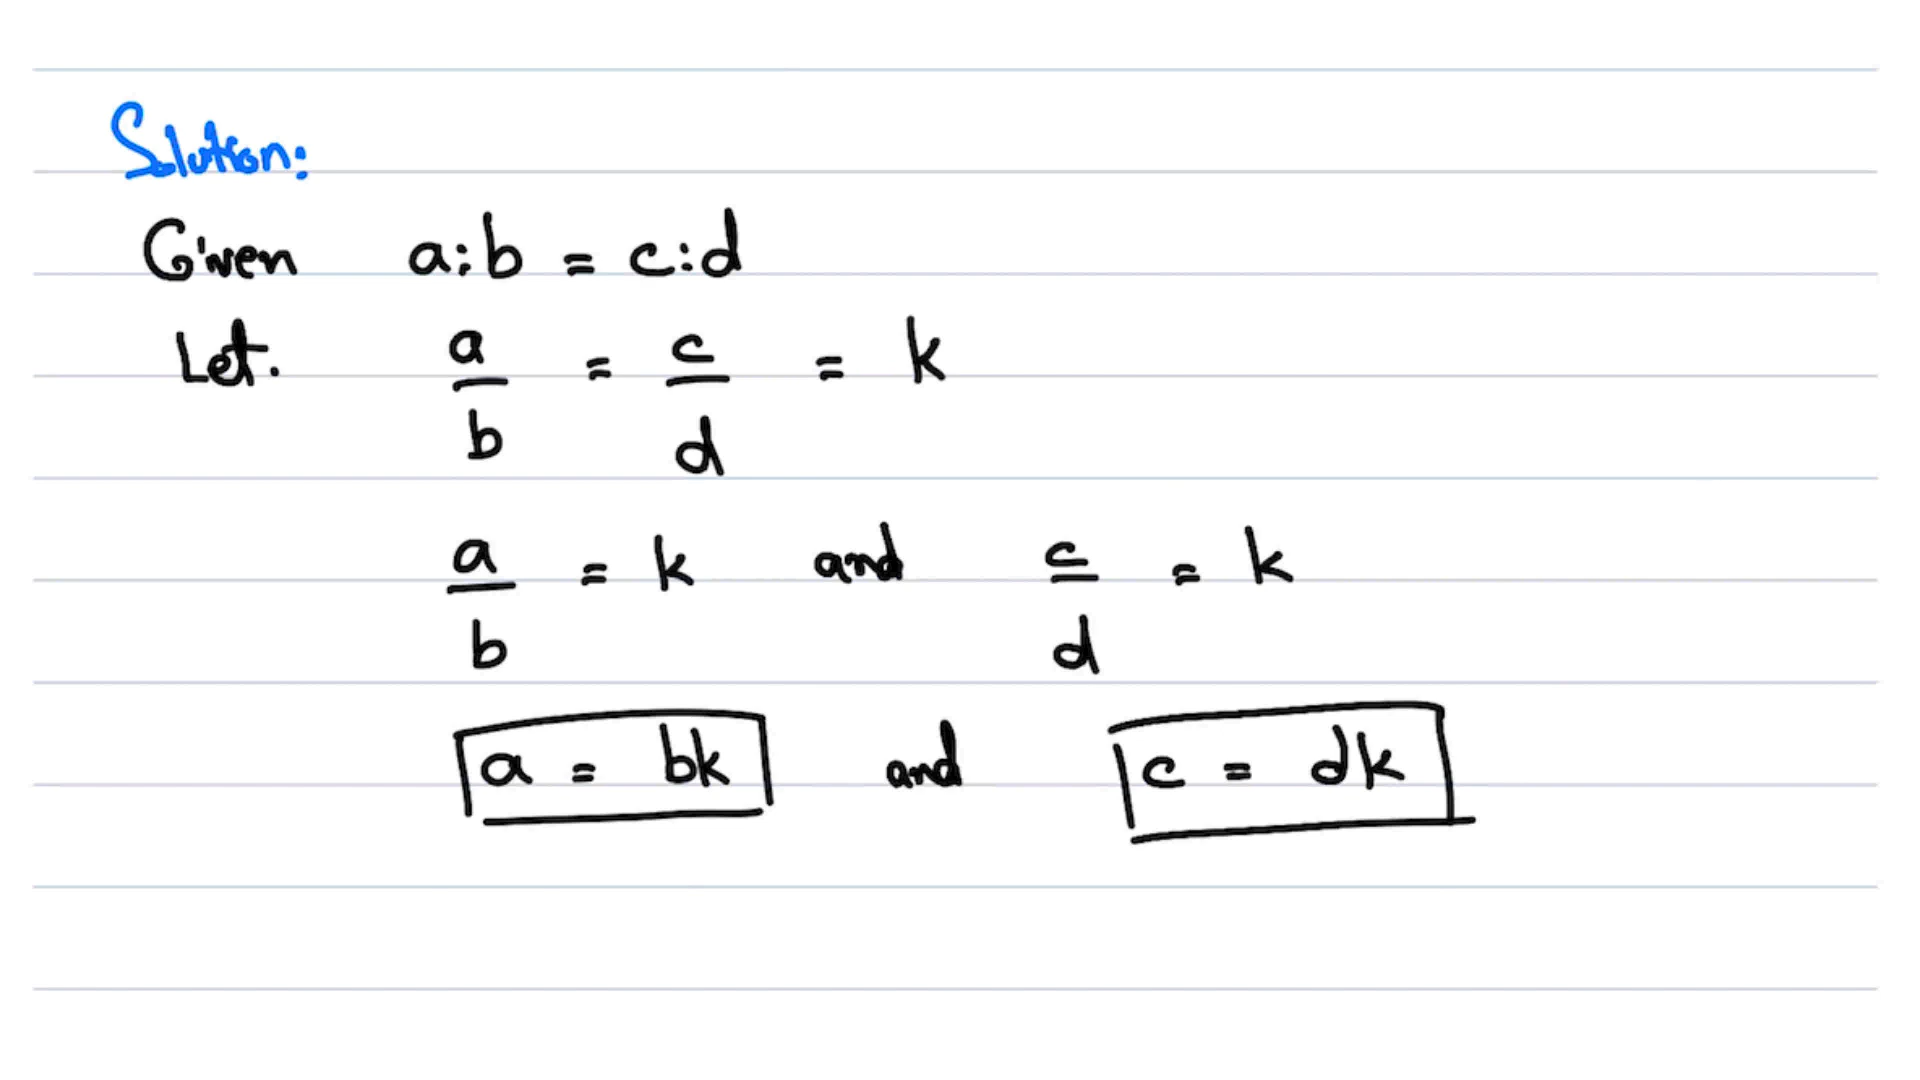 Solution:
Given a:b = c:d
Let. a/b = c/d = k
a/b = k and c/d = k
a = bk and c = dk